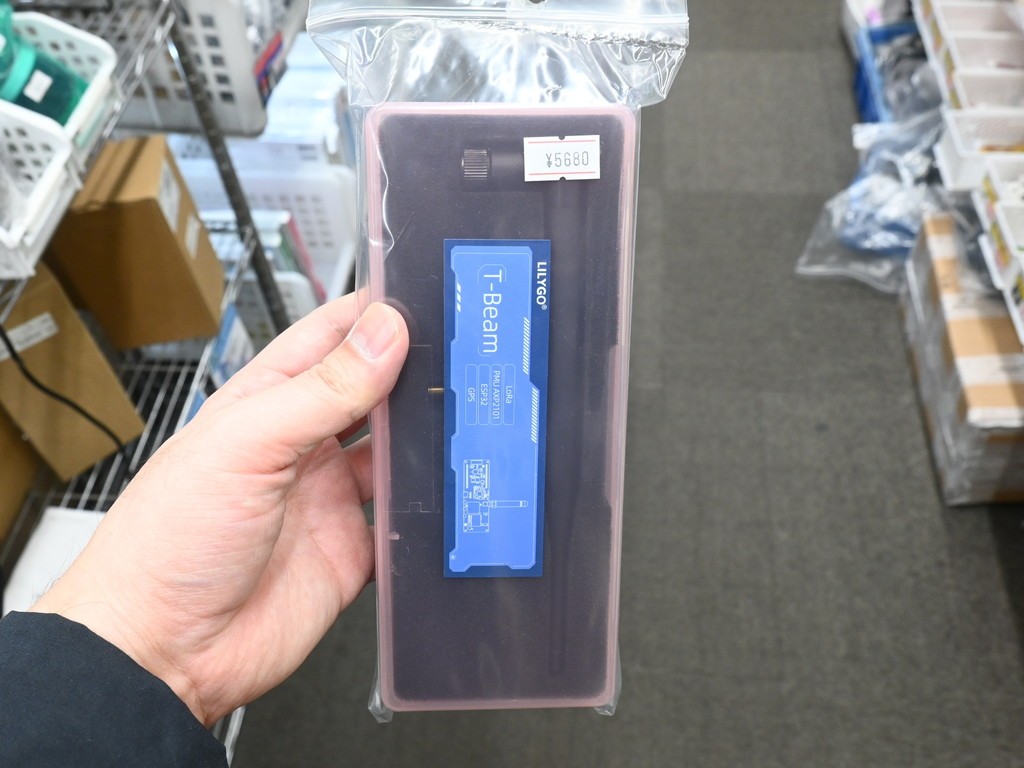 ¥5680
LILYGO®
T-Beam
LoRa
PMU AXP2101
ESP32
GPS